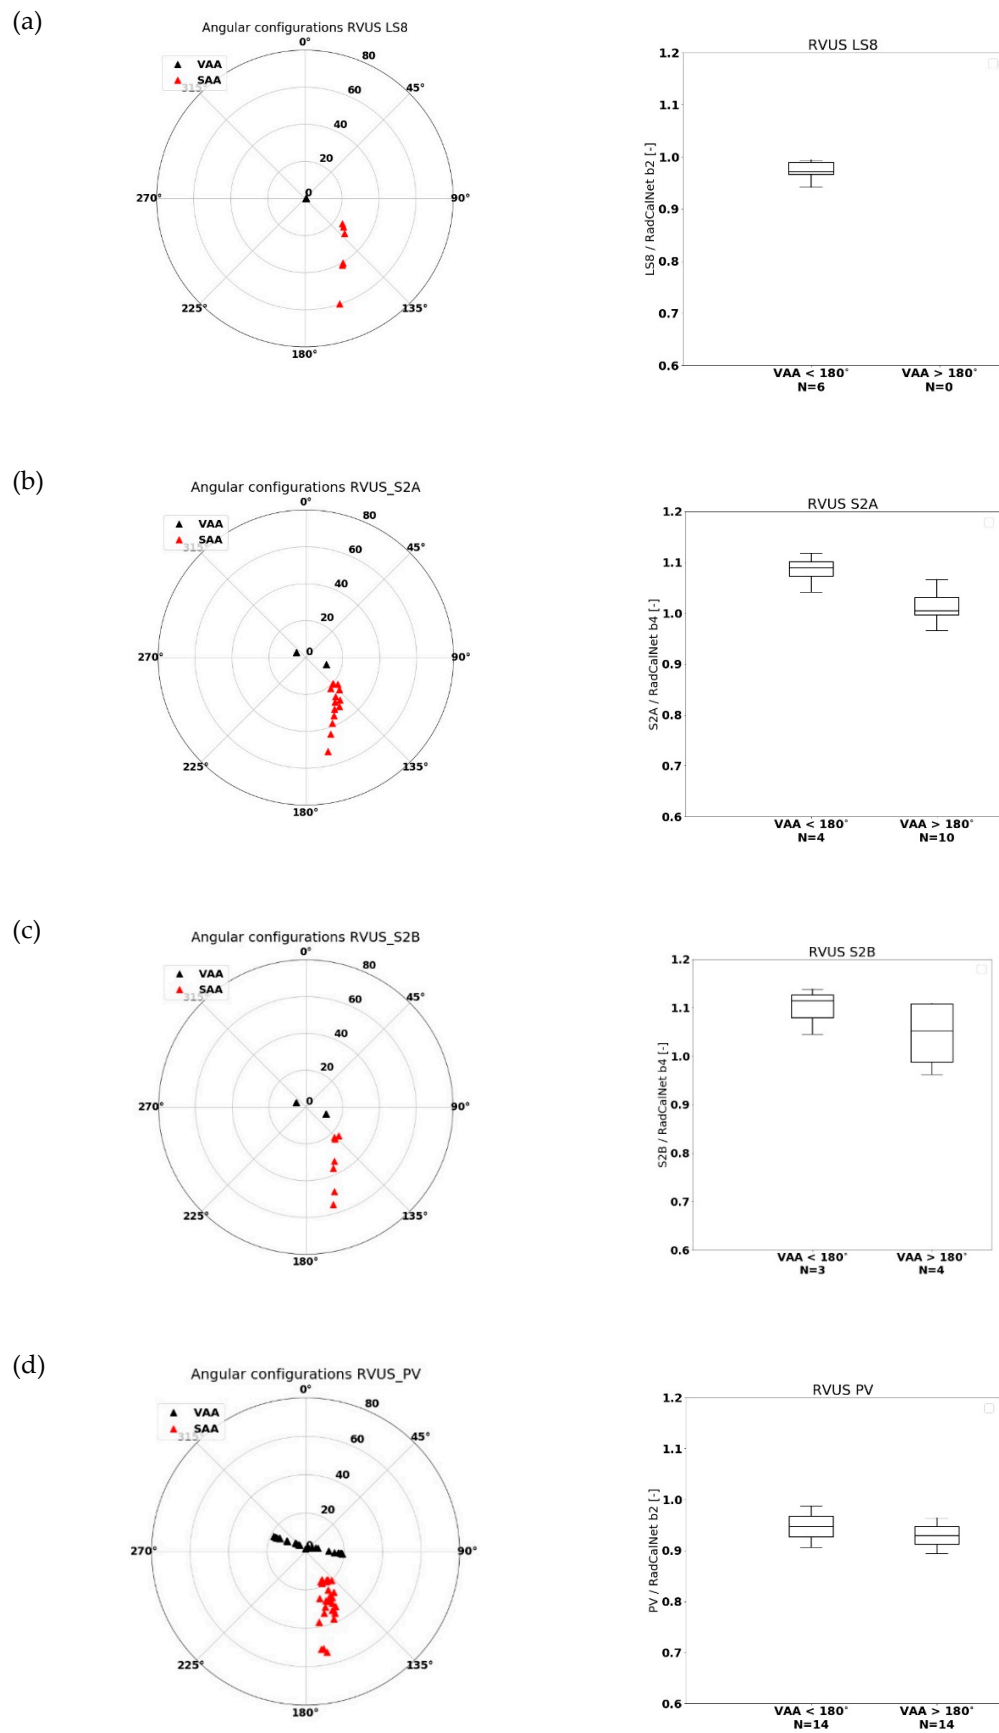 (a)
Angular configurations RVUS LS8
0°
80
VAA
SAA
315°
45°
60
40
20
0
270°
90°
225°
135°
180°
RVUS LS8
1.2
1.1
1.0
0.9
0.8
0.7
0.6
LS8 / RadCalNet b2 [-]
VAA < 180° VAA > 180°
N=6 N=0
(b)
Angular configurations RVUS_S2A
0°
80
VAA
SAA
315°
45°
60
40
20
0
270°
90°
225°
135°
180°
RVUS S2A
1.2
1.1
1.0
0.9
0.8
0.7
0.6
S2A / RadCalNet b4 [-]
VAA < 180° VAA > 180°
N=4 N=10
(c)
Angular configurations RVUS_S2B
0°
80
VAA
SAA
315°
45°
60
40
20
0
270°
90°
225°
135°
180°
RVUS S2B
1.2
1.1
1.0
0.9
0.8
0.7
0.6
S2B / RadCalNet b4 [-]
VAA < 180° VAA > 180°
N=3 N=4
(d)
Angular configurations RVUS_PV
0°
80
VAA
SAA
315°
45°
60
40
20
0
270°
90°
225°
135°
180°
RVUS PV
1.2
1.1
1.0
0.9
0.8
0.7
0.6
PV / RadCalNet b2 [-]
VAA < 180° VAA > 180°
N=14 N=14